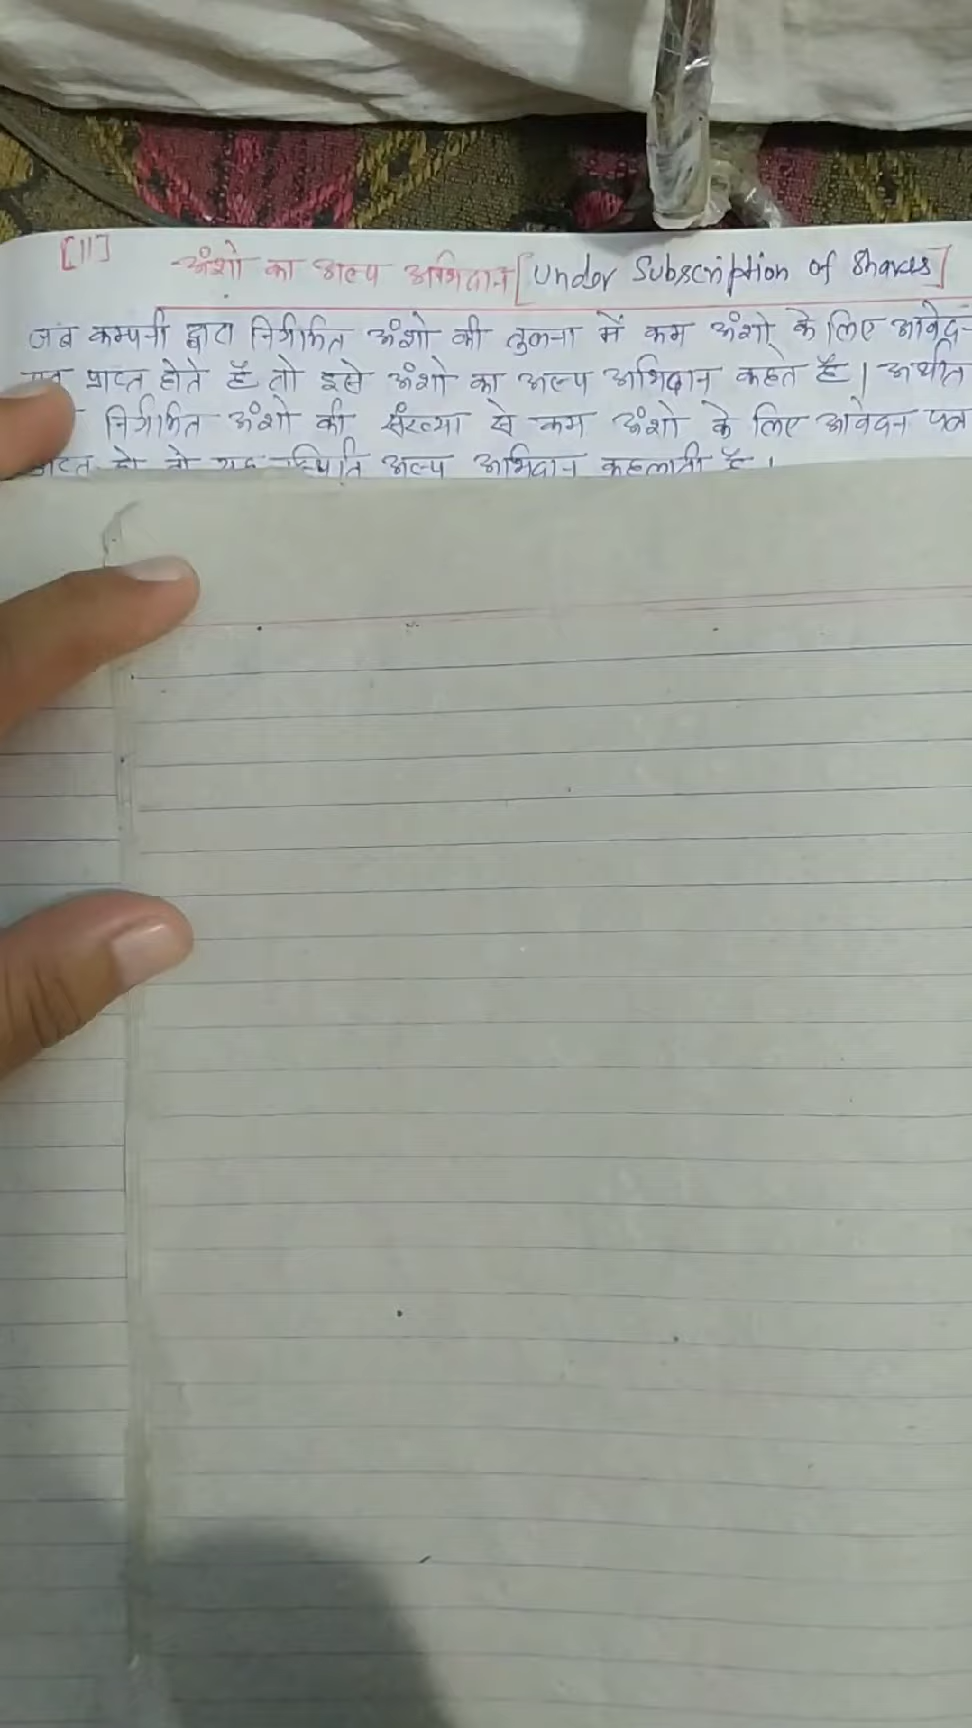 [11] अंशो का अल्प अभिदान [Under Subscription of Shares]
जब कम्पनी द्वारा निर्गमित अंशो की तुलना में कम अंशो के लिए आवेदन
प्राप्त होते हैं तो इसे अंशो का अल्प अभिदान कहते हैं। अर्थात
निर्गमित अंशो की संख्या से कम अंशो के लिए आवेदन पत्र
हो तो यह स्थिति अल्प अभिदान कहलाती है।